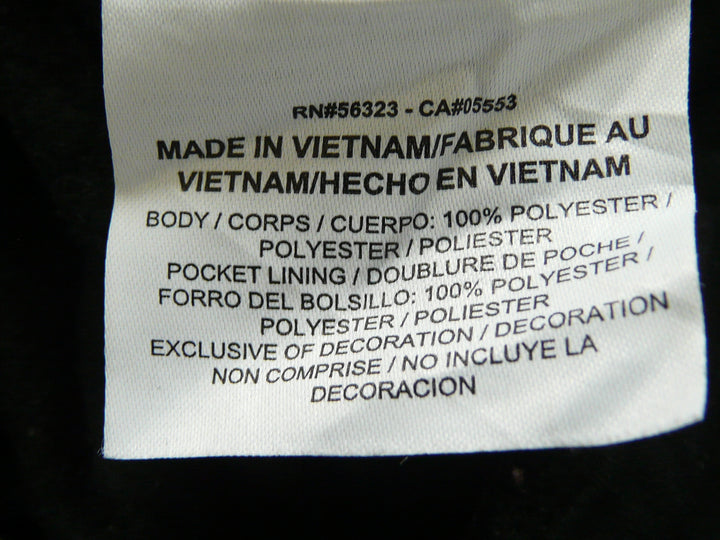 RN#56323 - CA#05553
MADE IN VIETNAM/FABRIQUE AU
VIETNAM/HECHO EN VIETNAM
BODY / CORPS / CUERPO: 100% POLYESTER /
POLYESTER / POLIESTER
POCKET LINING / DOUBLURE DE POCHE /
FORRO DEL BOLSILLO: 100% POLYESTER /
POLYESTER / POLIESTER
EXCLUSIVE OF DECORATION / DECORATION
NON COMPRISE / NO INCLUYE LA
DECORACION